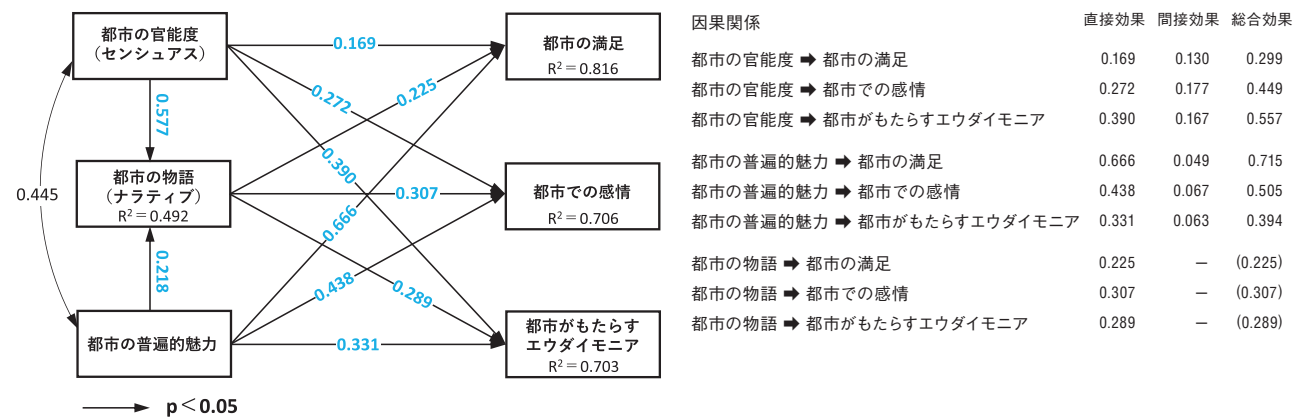 都市の官能度
（センシュアス）
0.577
0.445
都市の物語
（ナラティブ）
R²＝0.492
0.218
都市の普遍的魅力
0.169
0.225
0.272
0.390
0.307
0.666
0.438
0.289
0.331
都市の満足
R²＝0.816
都市での感情
R²＝0.706
都市がもたらす
エウダイモニア
R²＝0.703
p＜0.05
因果関係 直接効果 間接効果 総合効果
都市の官能度 ➡ 都市の満足 0.169 0.130 0.299
都市の官能度 ➡ 都市での感情 0.272 0.177 0.449
都市の官能度 ➡ 都市がもたらすエウダイモニア 0.390 0.167 0.557
都市の普遍的魅力 ➡ 都市の満足 0.666 0.049 0.715
都市の普遍的魅力 ➡ 都市での感情 0.438 0.067 0.505
都市の普遍的魅力 ➡ 都市がもたらすエウダイモニア 0.331 0.063 0.394
都市の物語 ➡ 都市の満足 0.225 ― (0.225)
都市の物語 ➡ 都市での感情 0.307 ― (0.307)
都市の物語 ➡ 都市がもたらすエウダイモニア 0.289 ― (0.289)